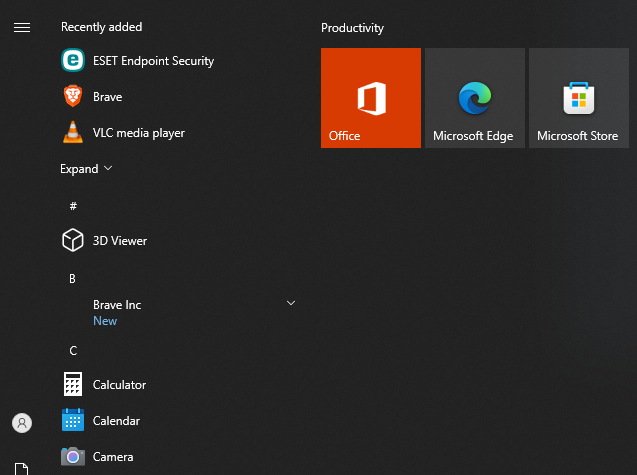 Recently added
ESET Endpoint Security
Brave
VLC media player
Expand
#
3D Viewer
B
Brave Inc
New
C
Calculator
Calendar
Camera
Productivity
Office
Microsoft Edge
Microsoft Store